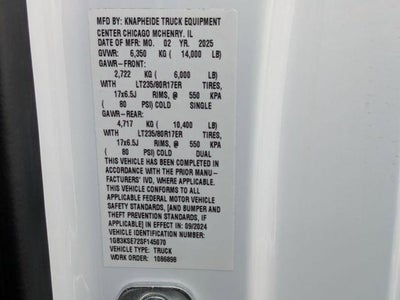 MFD BY: KNAPHEIDE TRUCK EQUIPMENT
CENTER CHICAGO MCHENRY, IL
DATE OF MFR: MO. 02 YR. 2025
GVWR: 6,350 KG ( 14,000 LB)
GAWR-FRONT:
2,722 KG ( 6,000 LB)
WITH LT235/80R17ER TIRES,
17x6.5J RIMS, @ 550 KPA
( 80 PSI) COLD SINGLE
GAWR-REAR:
4,717 KG ( 10,400 LB)
WITH LT235/80R17ER TIRES,
17x6.5J RIMS, @ 550 KPA
( 80 PSI) COLD DUAL
THIS VEHICLE HAS BEEN COMPLETED IN
ACCORDANCE WITH THE PRIOR MANU-
FACTURERS' IVD, WHERE APPLICABLE.
THIS VEHICLE CONFORMS TO ALL
APPLICABLE FEDERAL MOTOR VEHICLE
SAFETY STANDARDS, [AND BUMPER AND
THEFT PREVENTION STANDARDS, IF
APPLICABLE] IN EFFECT IN: 09/2024
VEHICLE IDENTIFICATION NUMBER:
1GB3KSE72SF145070
VEHICLE TYPE: TRUCK
WORK ORDER: 1086898